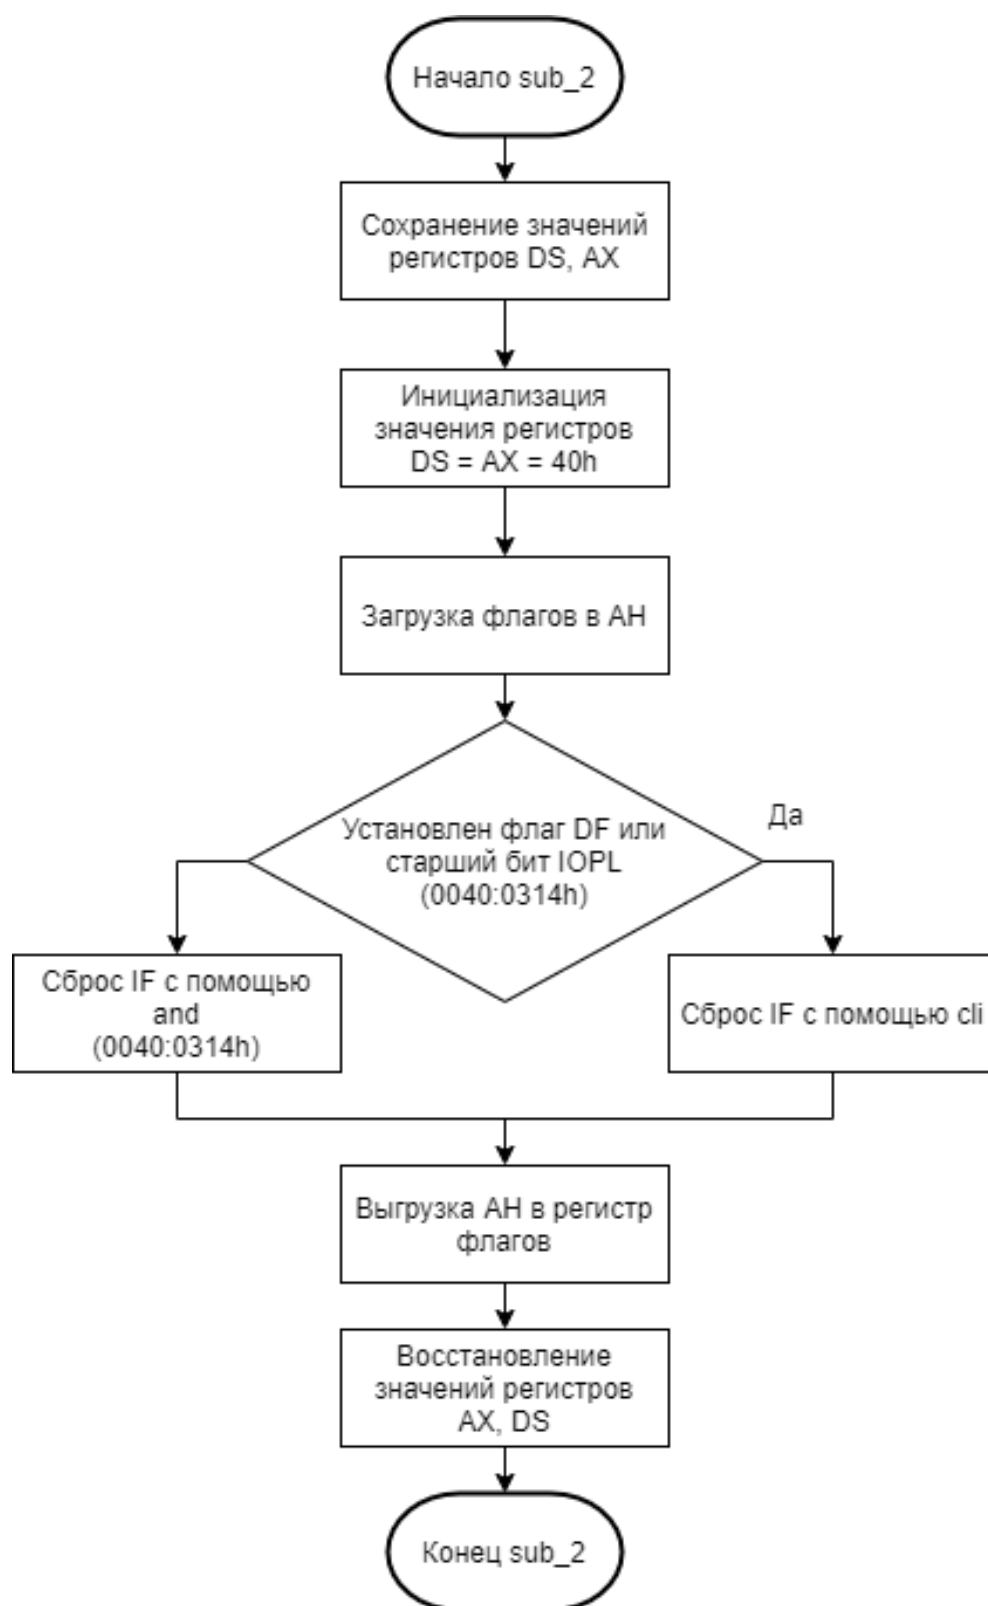 Начало sub_2
Сохранение значений
регистров DS, AX
Инициализация
значения регистров
DS = AX = 40h
Загрузка флагов в AH
Установлен флаг DF или
старший бит IOPL
(0040:0314h)
Да
Сброс IF с помощью
and
(0040:0314h)
Сброс IF с помощью cli
Выгрузка AH в регистр
флагов
Восстановление
значений регистров
AX, DS
Конец sub_2